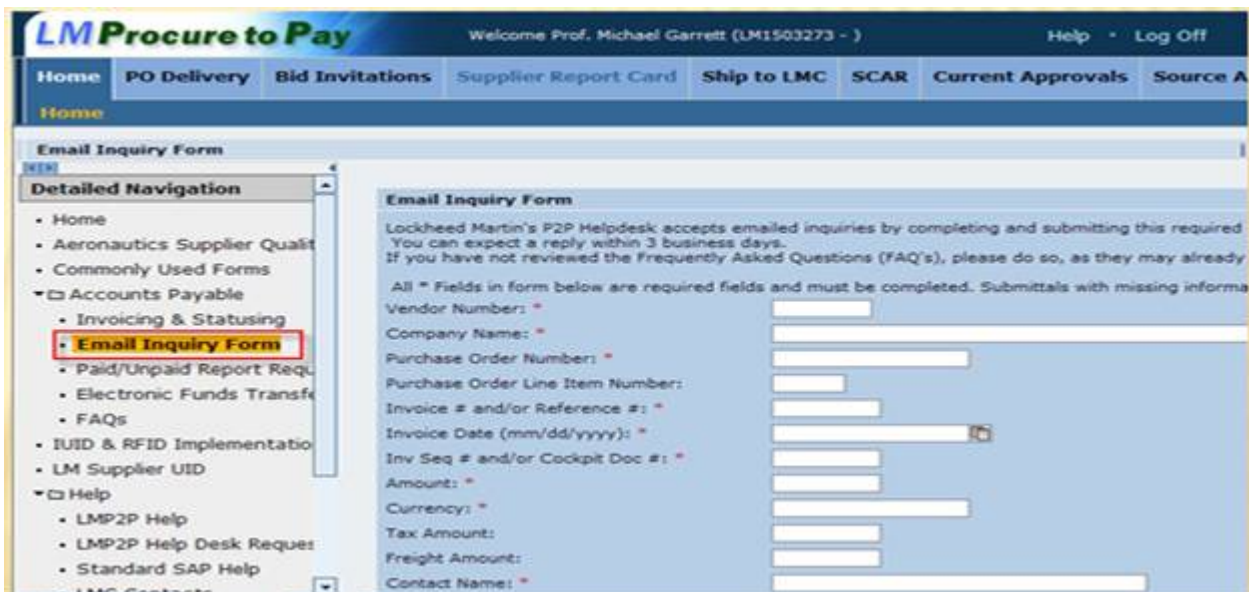 LMProcure to Pay
Welcome Prof. Michael Garrett (LM1503273 - )
Help • Log Off
Home PO Delivery Bid Invitations Supplier Report Card Ship to LMC SCAR Current Approvals Source A
Home
Email Inquiry Form
Detailed Navigation
• Home
• Aeronautics Supplier Qualit
• Commonly Used Forms
Accounts Payable
• Invoicing & Statusing
• Email Inquiry Form
• Paid/Unpaid Report Requ
• Electronic Funds Transfe
• FAQs
• IUID & RFID Implementatio
• LM Supplier UID
Help
• LMP2P Help
• LMP2P Help Desk Reques
• Standard SAP Help
• LMC Contacts
Email Inquiry Form
Lockheed Martin's P2P Helpdesk accepts emailed inquiries by completing and submitting this required
You can expect a reply within 3 business days.
If you have not reviewed the Frequently Asked Questions (FAQ's), please do so, as they may already
All * Fields in form below are required fields and must be completed. Submittals with missing informa
Vendor Number: *
Company Name: *
Purchase Order Number: *
Purchase Order Line Item Number:
Invoice # and/or Reference #: *
Invoice Date (mm/dd/yyyy): *
Inv Seq # and/or Cockpit Doc #: *
Amount: *
Currency: *
Tax Amount:
Freight Amount:
Contact Name: *